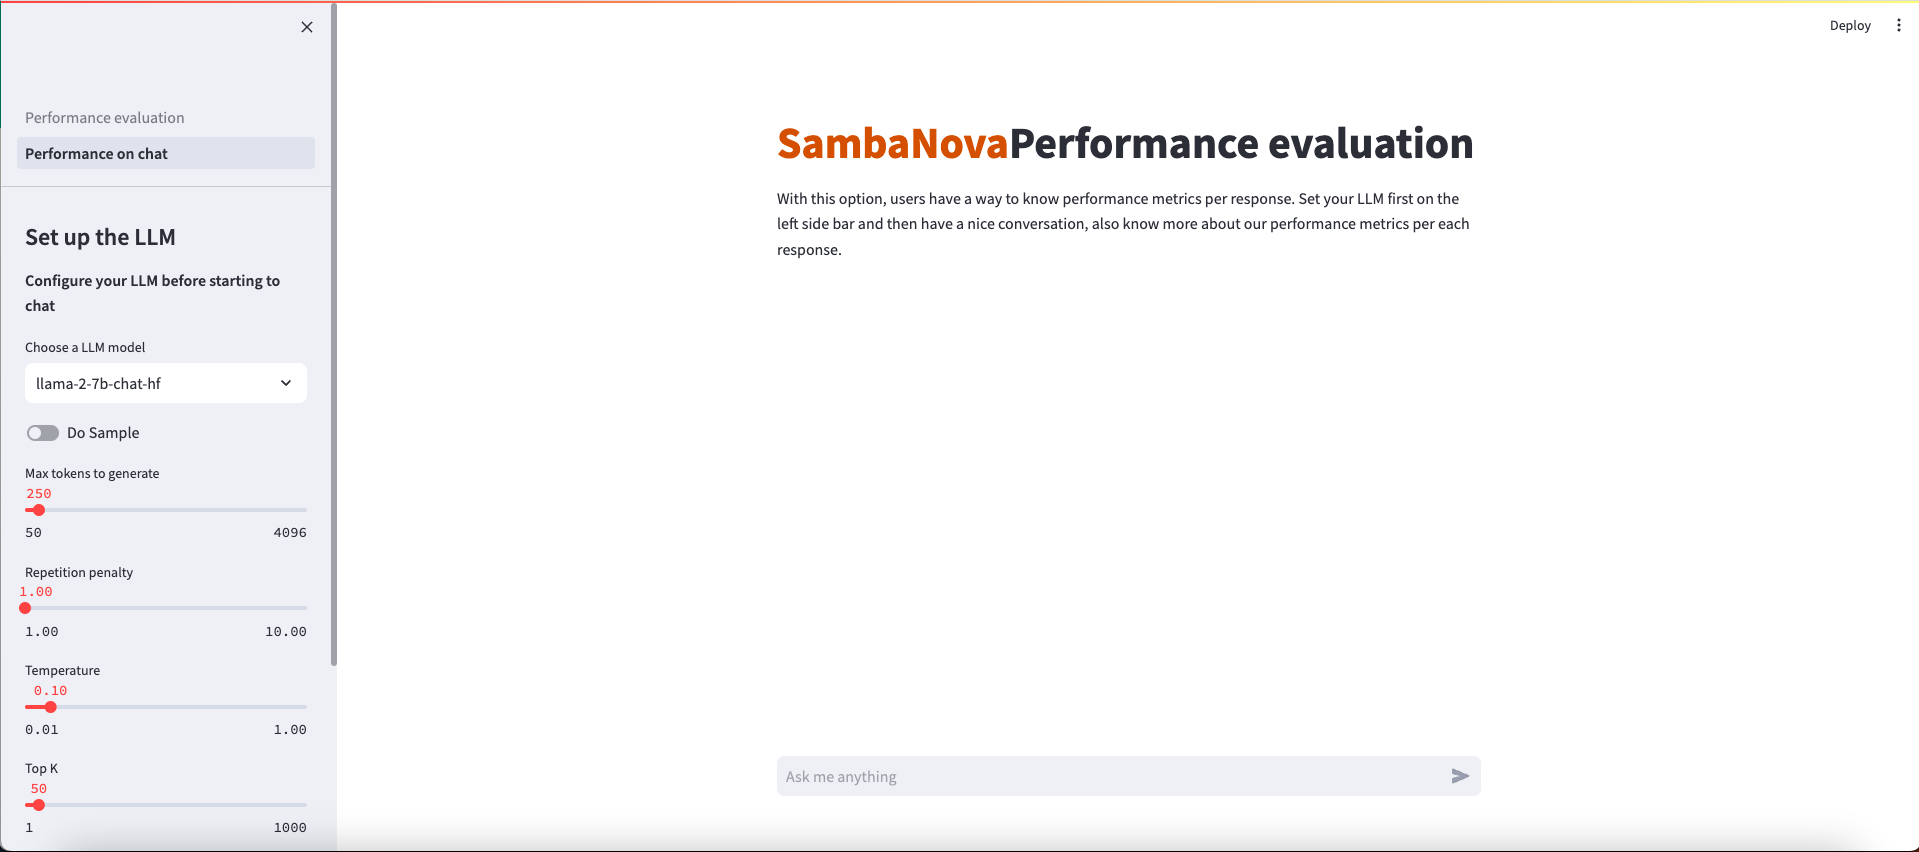 Deploy
Performance evaluation
Performance on chat
Set up the LLM
Configure your LLM before starting to
chat
Choose a LLM model
llama-2-7b-chat-hf
Do Sample
Max tokens to generate
250
50 4096
Repetition penalty
1.00
1.00 10.00
Temperature
0.10
0.01 1.00
Top K
50
1 1000
SambaNovaPerformance evaluation
With this option, users have a way to know performance metrics per response. Set your LLM first on the
left side bar and then have a nice conversation, also know more about our performance metrics per each
response.
Ask me anything